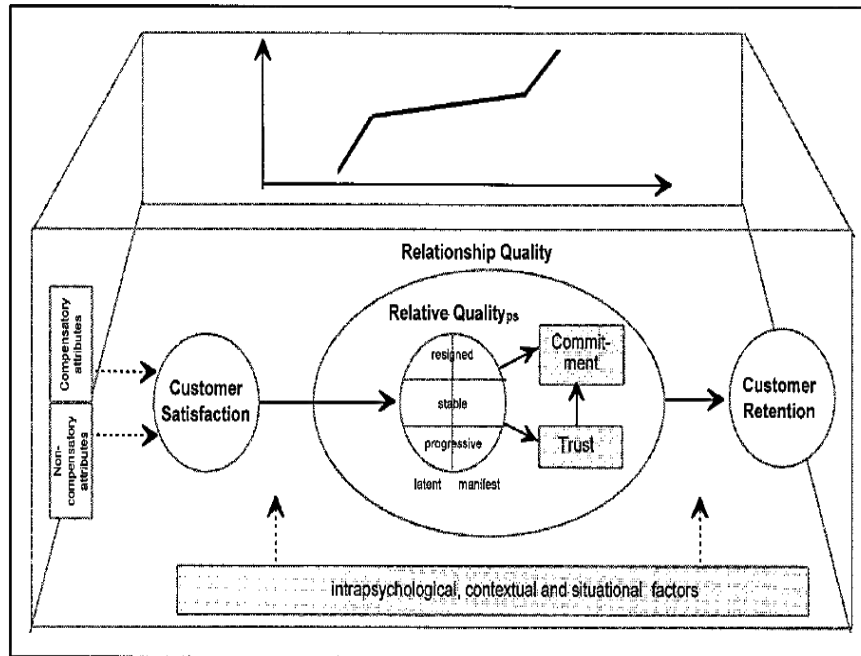 Relationship Quality
Compensatory
attributes
Non-
compensatory
attributes
Customer
Satisfaction
Relative Qualityps
resigned
stable
progressive
latent manifest
Commit-
ment
Trust
Customer
Retention
intrapsychological, contextual and situational factors